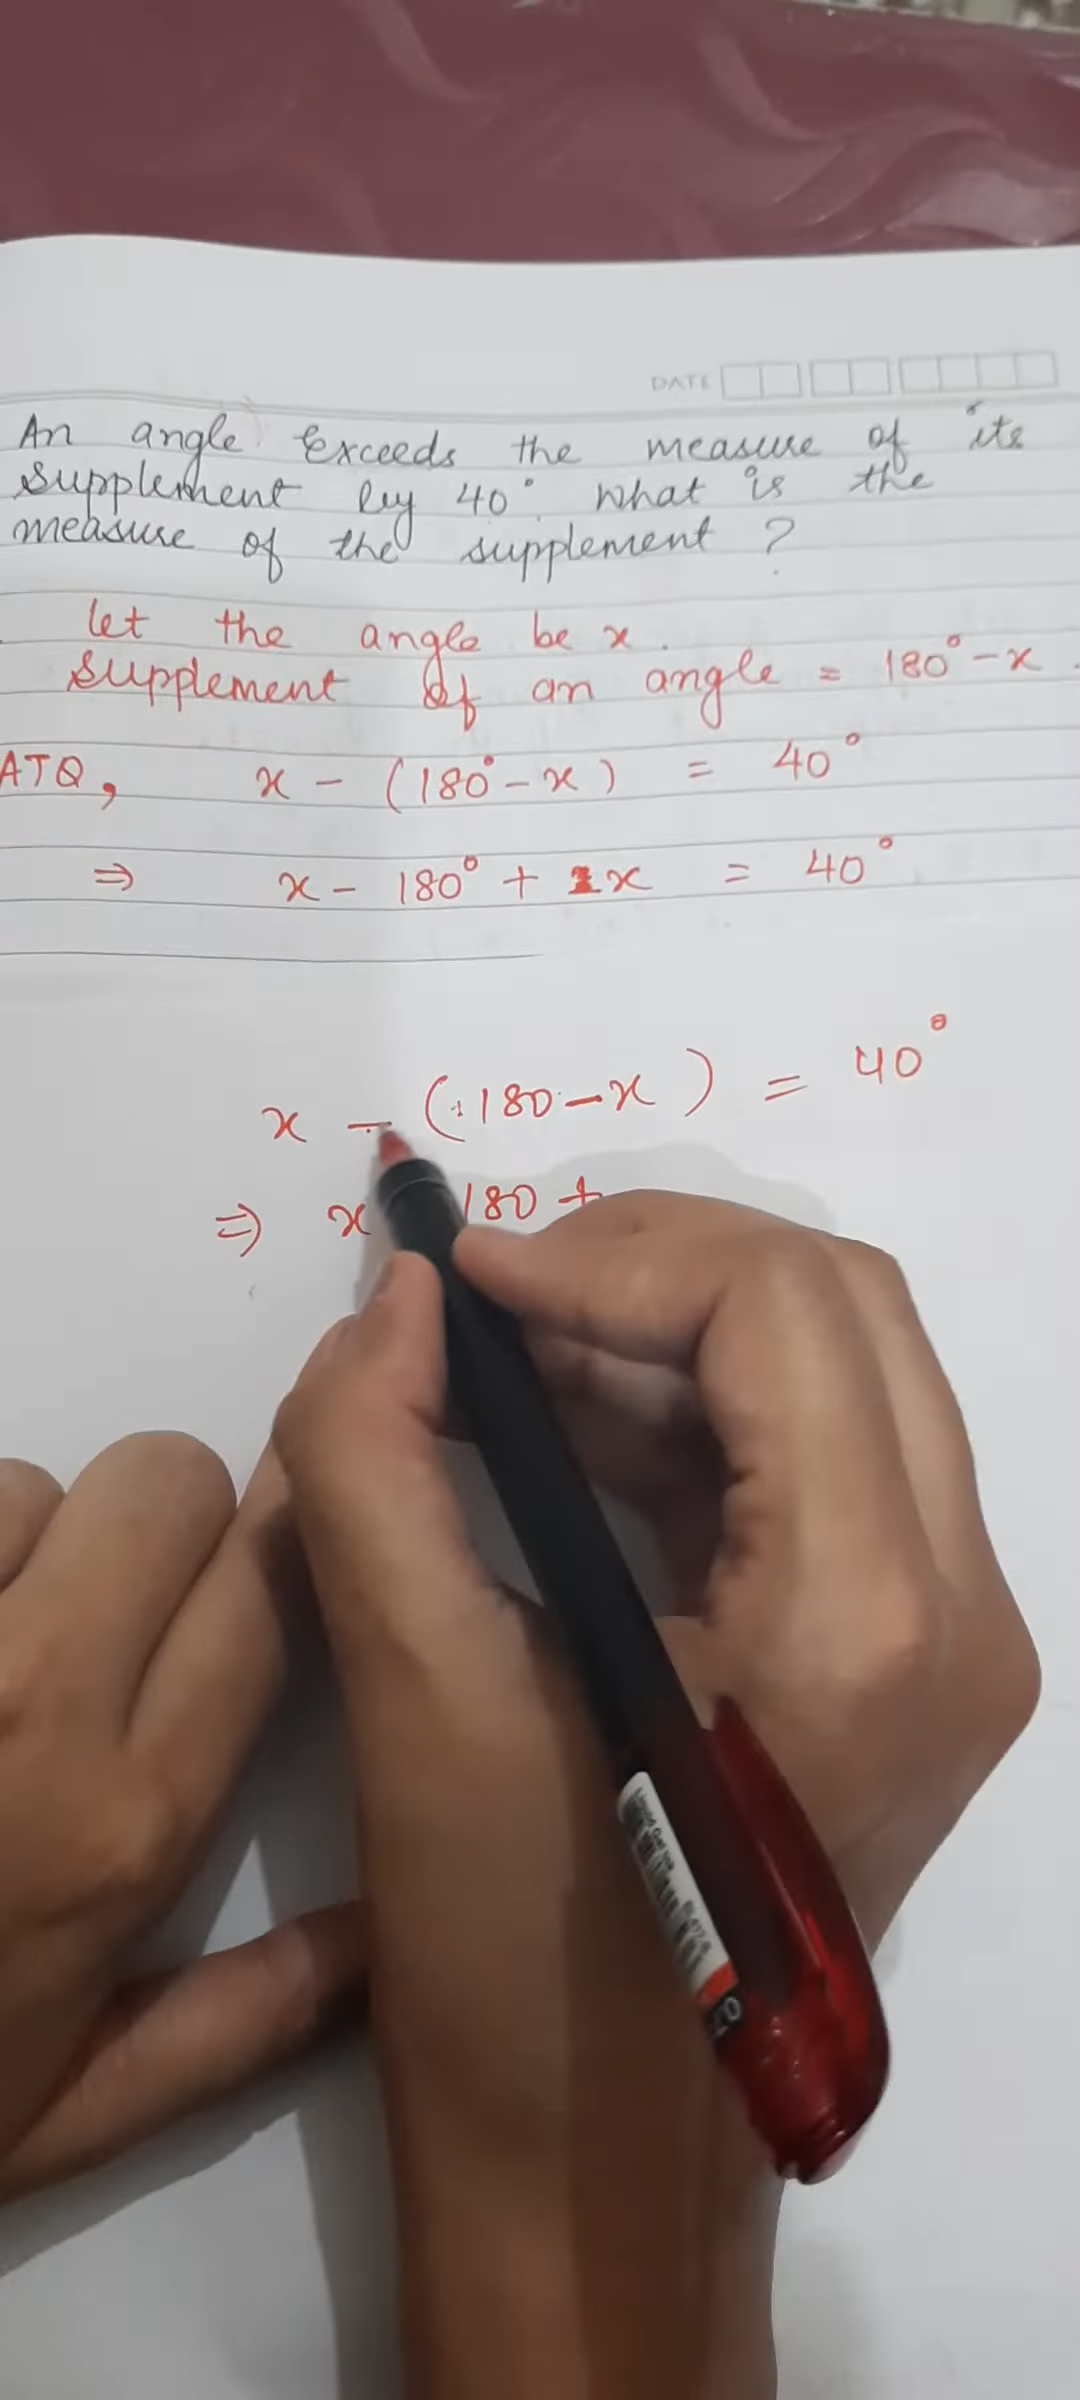 DATE
An angle Exceeds the measure of its
supplement by 40°. What is the
measure of the supplement ?
let the angle be x.
Supplement of an angle = 180° - x.
ATQ, x - (180° - x) = 40°
⇒ x - 180° + x = 40°
x - (180 - x) = 40°
⇒ x 180 +